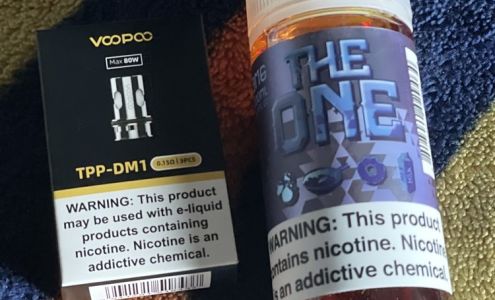 VOOPOO
Max 80W
TPP-DM1
0.15Ω | 3PCS
WARNING: This product
may be used with e-liquid
products containing
nicotine. Nicotine is an
addictive chemical.
THE
ONE
WARNING: This product
contains nicotine. Nicotine
is an addictive chemical.